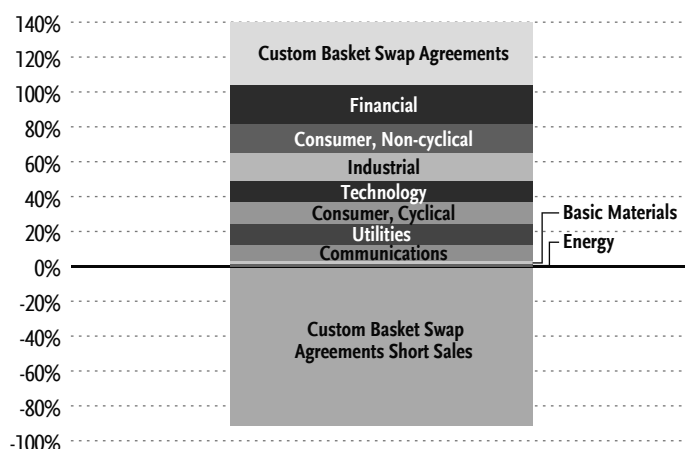 140%
Custom Basket Swap Agreements
120%
100%
Financial
80%
Consumer, Non-cyclical
60%
Industrial
40%
Technology
Consumer, Cyclical
Basic Materials
20%
Utilities
Energy
Communications
0%
-20%
-40%
Custom Basket Swap
Agreements Short Sales
-60%
-80%
-100%